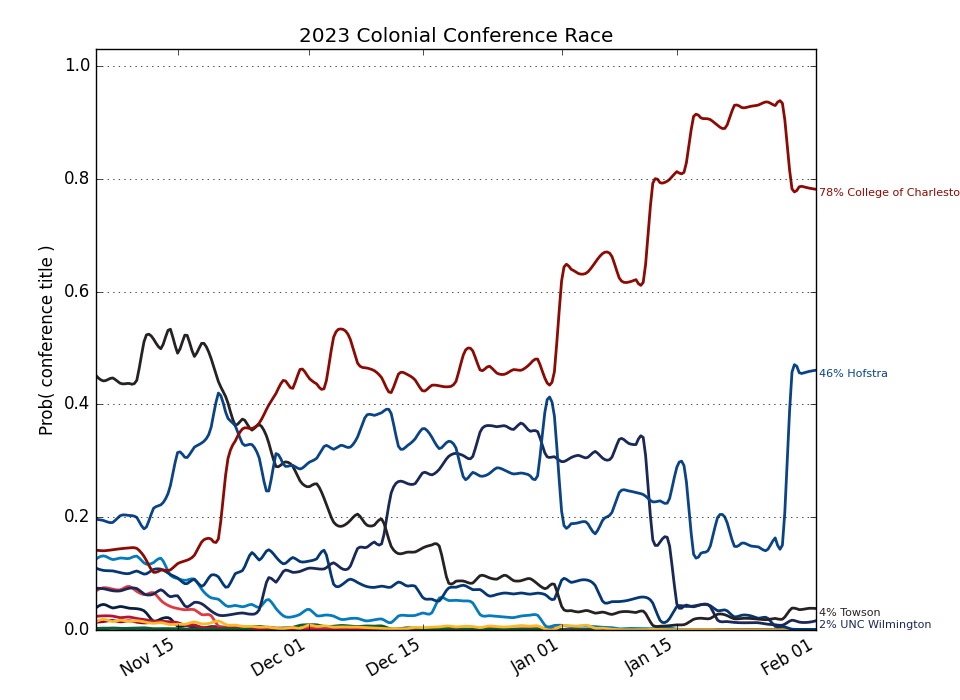 2023 Colonial Conference Race
Prob( conference title )
1.0
0.8
0.6
0.4
0.2
0.0
78% College of Charlesto
46% Hofstra
4% Towson
2% UNC Wilmington
Nov 15
Dec 01
Dec 15
Jan 01
Jan 15
Feb 01